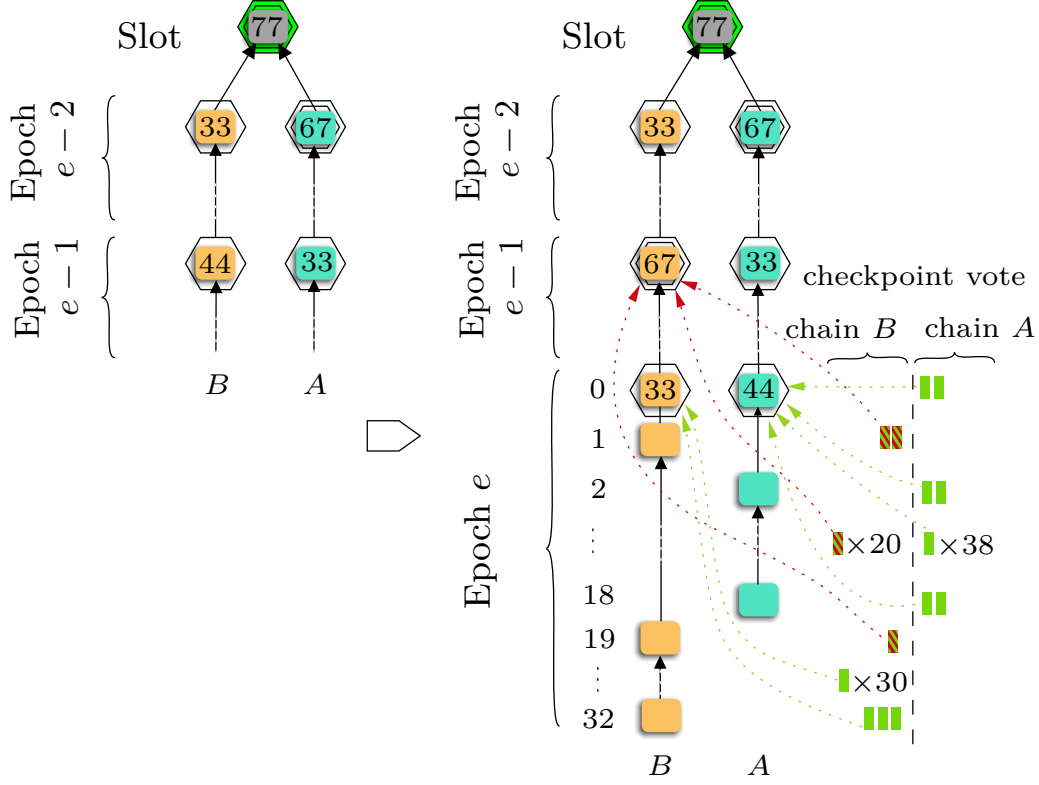 Slot
77
Epoch
e − 2
33
67
Epoch
e − 1
44
33
B
A
Slot
77
Epoch
e − 2
33
67
Epoch
e − 1
67
33
checkpoint vote
chain B
chain A
Epoch e
0
33
44
1
2
⋮
×20
×38
18
19
⋮
×30
32
B
A